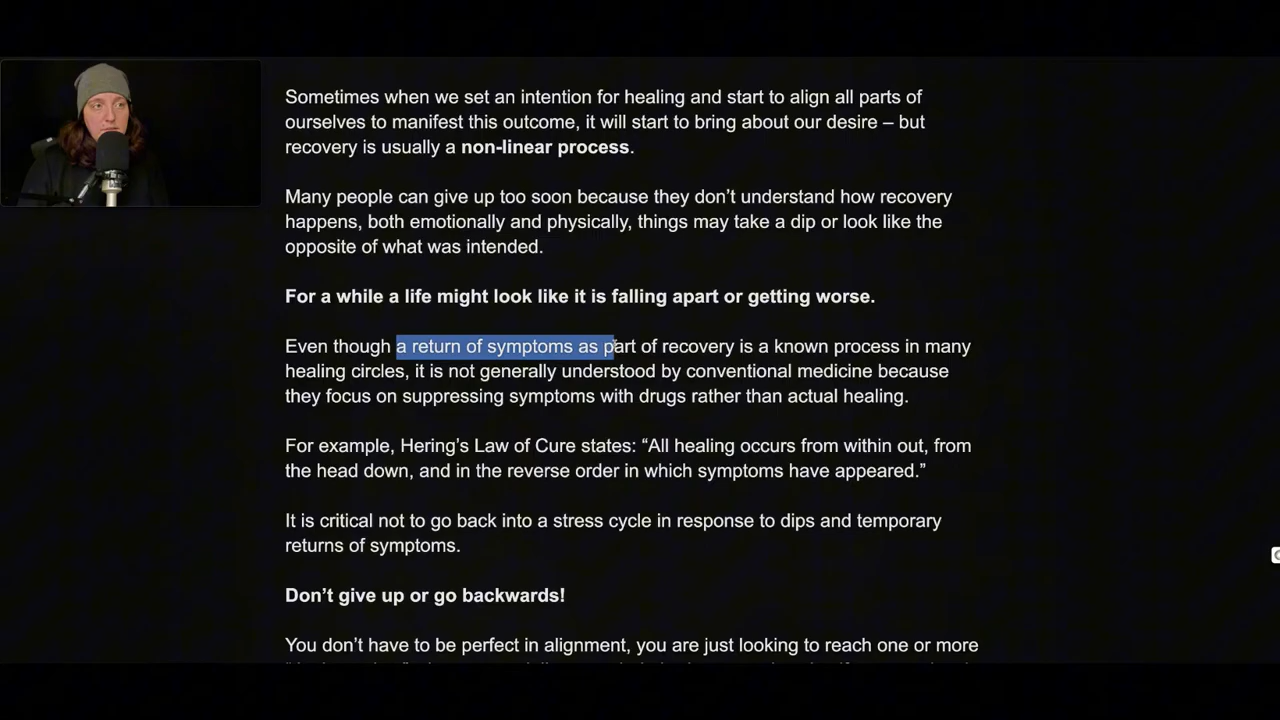 Sometimes when we set an intention for healing and start to align all parts of
ourselves to manifest this outcome, it will start to bring about our desire – but
recovery is usually a non-linear process.
Many people can give up too soon because they don’t understand how recovery
happens, both emotionally and physically, things may take a dip or look like the
opposite of what was intended.
For a while a life might look like it is falling apart or getting worse.
Even though a return of symptoms as part of recovery is a known process in many
healing circles, it is not generally understood by conventional medicine because
they focus on suppressing symptoms with drugs rather than actual healing.
For example, Hering’s Law of Cure states: “All healing occurs from within out, from
the head down, and in the reverse order in which symptoms have appeared.”
It is critical not to go back into a stress cycle in response to dips and temporary
returns of symptoms.
Don’t give up or go backwards!
You don’t have to be perfect in alignment, you are just looking to reach one or more